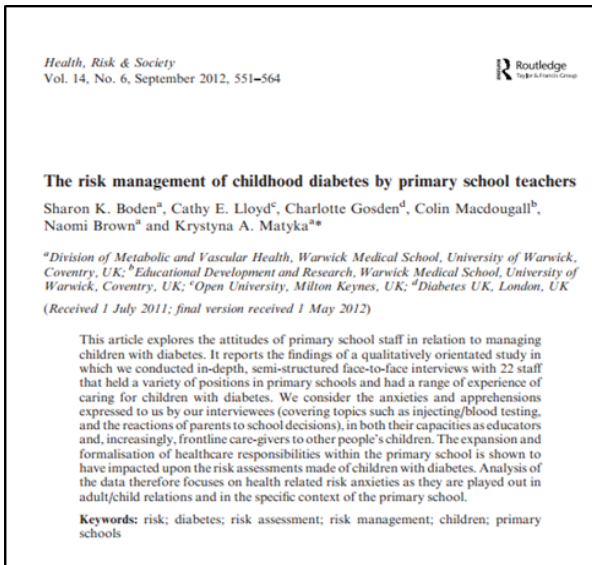 Health, Risk & Society
Vol. 14, No. 6, September 2012, 551–564
Routledge
Taylor & Francis Group
The risk management of childhood diabetes by primary school teachers
Sharon K. Boden^a, Cathy E. Lloyd^c, Charlotte Gosden^d, Colin Macdougall^b,
Naomi Brown^a and Krystyna A. Matyka^a*
^aDivision of Metabolic and Vascular Health, Warwick Medical School, University of Warwick,
Coventry, UK; ^bEducational Development and Research, Warwick Medical School, University of
Warwick, Coventry, UK; ^cOpen University, Milton Keynes, UK; ^dDiabetes UK, London, UK
(Received 1 July 2011; final version received 1 May 2012)
This article explores the attitudes of primary school staff in relation to managing
children with diabetes. It reports the findings of a qualitatively orientated study in
which we conducted in-depth, semi-structured face-to-face interviews with 22 staff
that held a variety of positions in primary schools and had a range of experience of
caring for children with diabetes. We consider the anxieties and apprehensions
expressed to us by our interviewees (covering topics such as injecting/blood testing,
and the reactions of parents to school decisions), in both their capacities as educators
and, increasingly, frontline care-givers to other people's children. The expansion and
formalisation of healthcare responsibilities within the primary school is shown to
have impacted upon the risk assessments made of children with diabetes. Analysis of
the data therefore focuses on health related risk anxieties as they are played out in
adult/child relations and in the specific context of the primary school.
Keywords: risk; diabetes; risk assessment; risk management; children; primary
schools